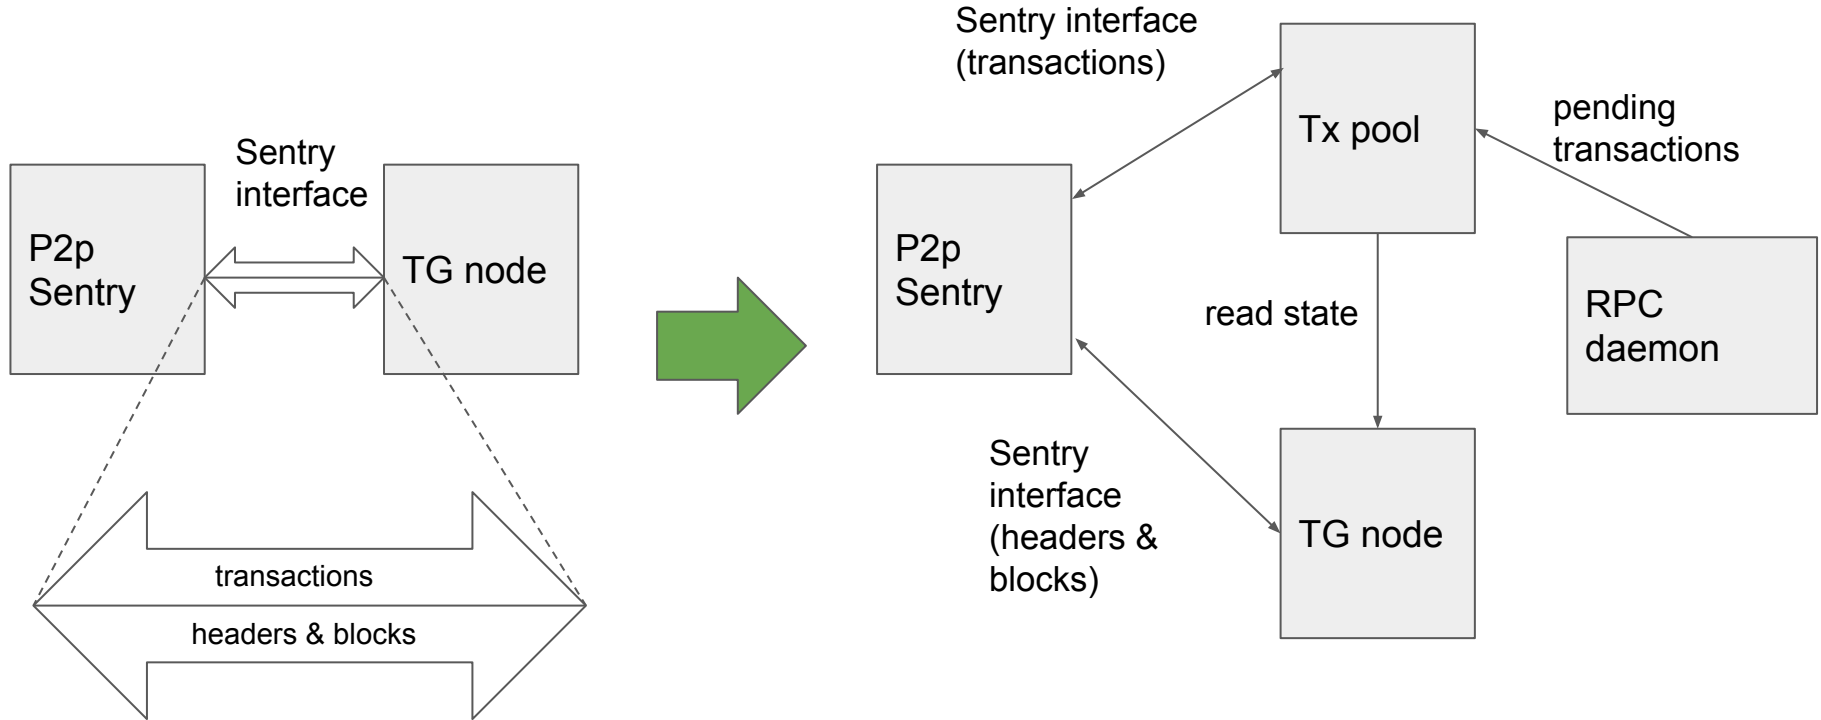 Sentry
interface
P2p
Sentry
TG node
transactions
headers & blocks
Sentry interface
(transactions)
Tx pool
pending
transactions
P2p
Sentry
read state
RPC
daemon
Sentry
interface
(headers &
blocks)
TG node